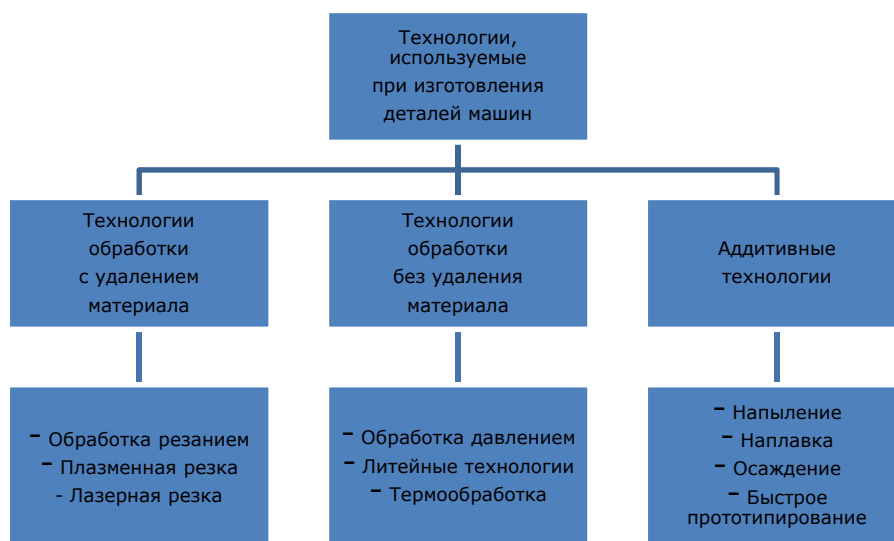 Технологии,
используемые
при изготовления
деталей машин
Технологии
обработки
с удалением
материала
Технологии
обработки
без удаления
материала
Аддитивные
технологии
- Обработка резанием
- Плазменная резка
- Лазерная резка
- Обработка давлением
- Литейные технологии
- Термообработка
- Напыление
- Наплавка
- Осаждение
- Быстрое
прототипирование